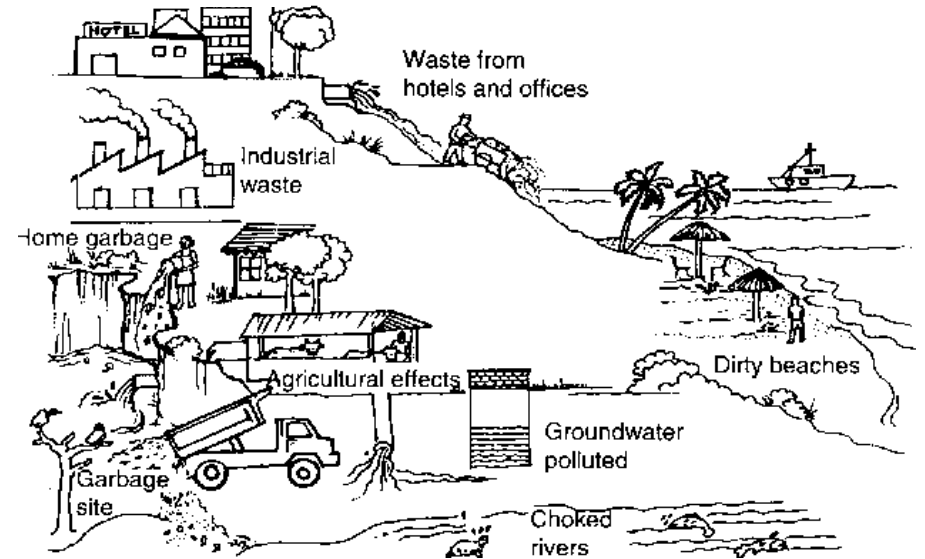 HOTEL
Waste from
hotels and offices
Industrial
waste
Home garbage
Agricultural effects
Dirty beaches
Groundwater
polluted
Garbage
site
Choked
rivers